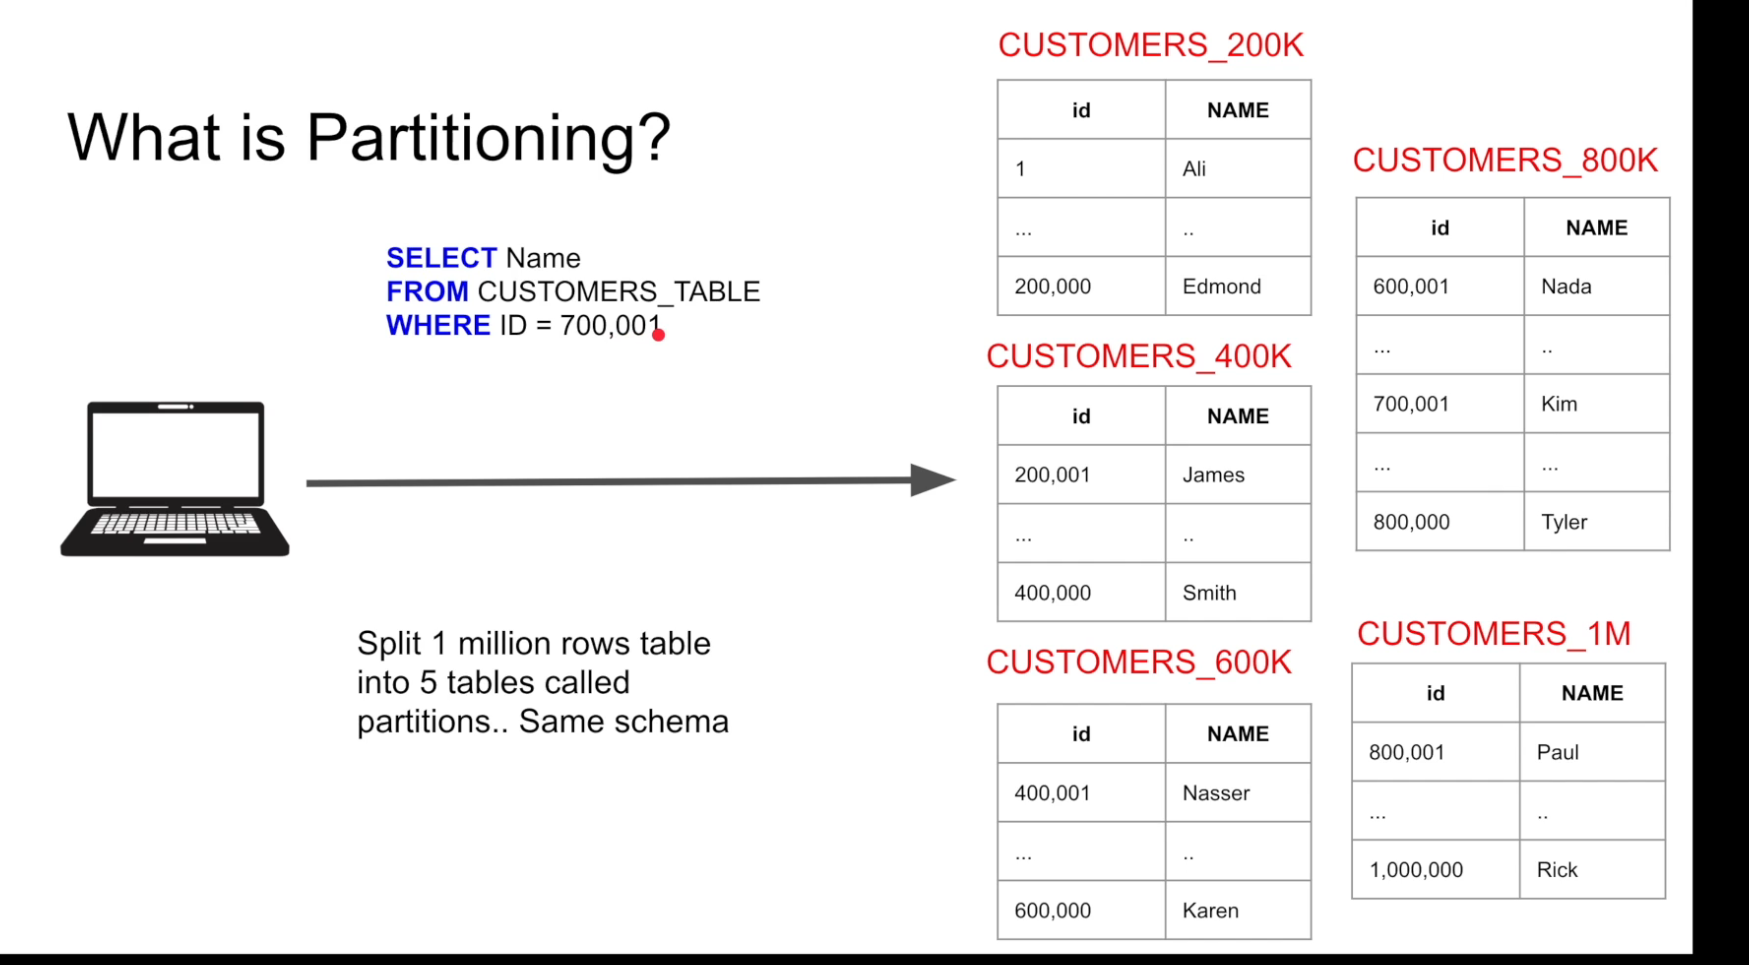 What is Partitioning?
SELECT Name
FROM CUSTOMERS_TABLE
WHERE ID = 700,001
Split 1 million rows table
into 5 tables called
partitions.. Same schema
CUSTOMERS_200K
id NAME
1 Ali
... ..
200,000 Edmond
CUSTOMERS_400K
id NAME
200,001 James
... ..
400,000 Smith
CUSTOMERS_600K
id NAME
400,001 Nasser
... ..
600,000 Karen
CUSTOMERS_800K
id NAME
600,001 Nada
... ..
700,001 Kim
... ...
800,000 Tyler
CUSTOMERS_1M
id NAME
800,001 Paul
... ..
1,000,000 Rick